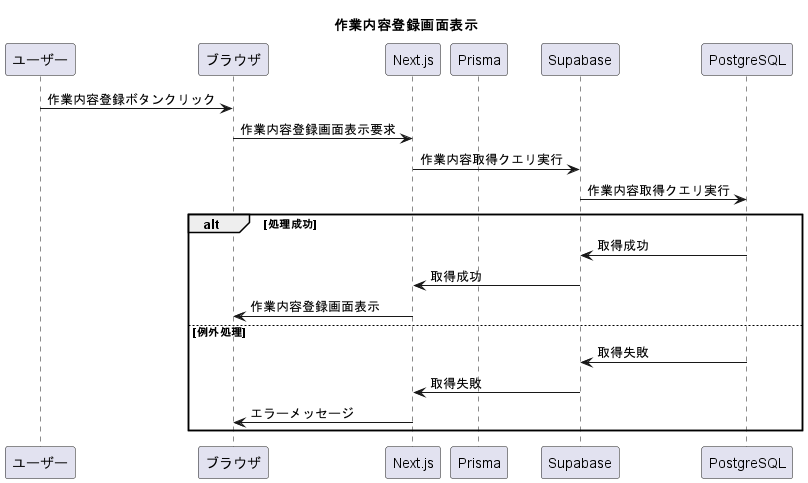 作業内容登録画面表示
ユーザー
ブラウザ
Next.js
Prisma
Supabase
PostgreSQL
作業内容登録ボタンクリック
作業内容登録画面表示要求
作業内容取得クエリ実行
作業内容取得クエリ実行
alt
[処理成功]
取得成功
取得成功
作業内容登録画面表示
[例外処理]
取得失敗
取得失敗
エラーメッセージ
ユーザー
ブラウザ
Next.js
Prisma
Supabase
PostgreSQL